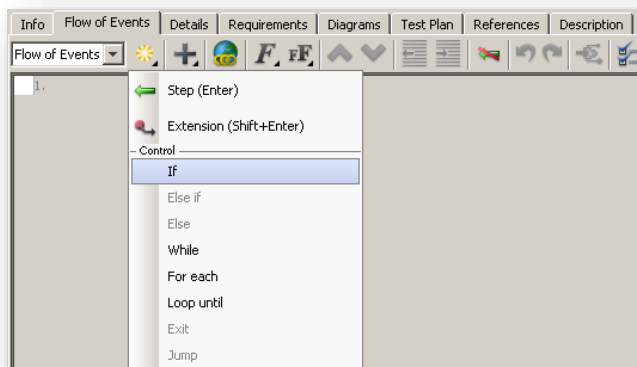 Info Flow of Events Details Requirements Diagrams Test Plan References Description
Flow of Events F FF
1.
Step (Enter)
Extension (Shift+Enter)
Control
If
Else if
Else
While
For each
Loop until
Exit
Jump